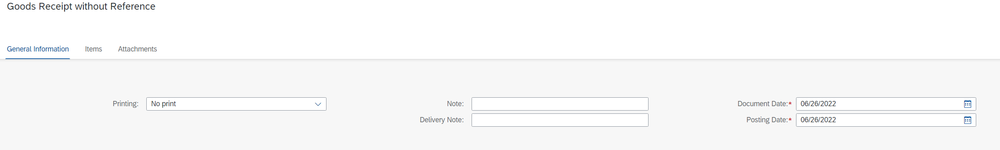 Goods Receipt without Reference
General Information Items Attachments
Printing: No print Note: Document Date:* 06/26/2022
Delivery Note: Posting Date:* 06/26/2022